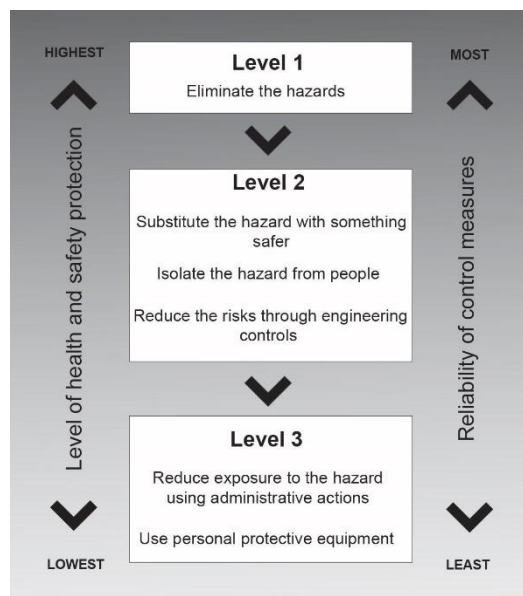 HIGHEST
MOST
Level 1
Eliminate the hazards
Level 2
Substitute the hazard with something
safer
Isolate the hazard from people
Reduce the risks through engineering
controls
Level 3
Reduce exposure to the hazard
using administrative actions
Use personal protective equipment
Level of health and safety protection
Reliability of control measures
LOWEST
LEAST